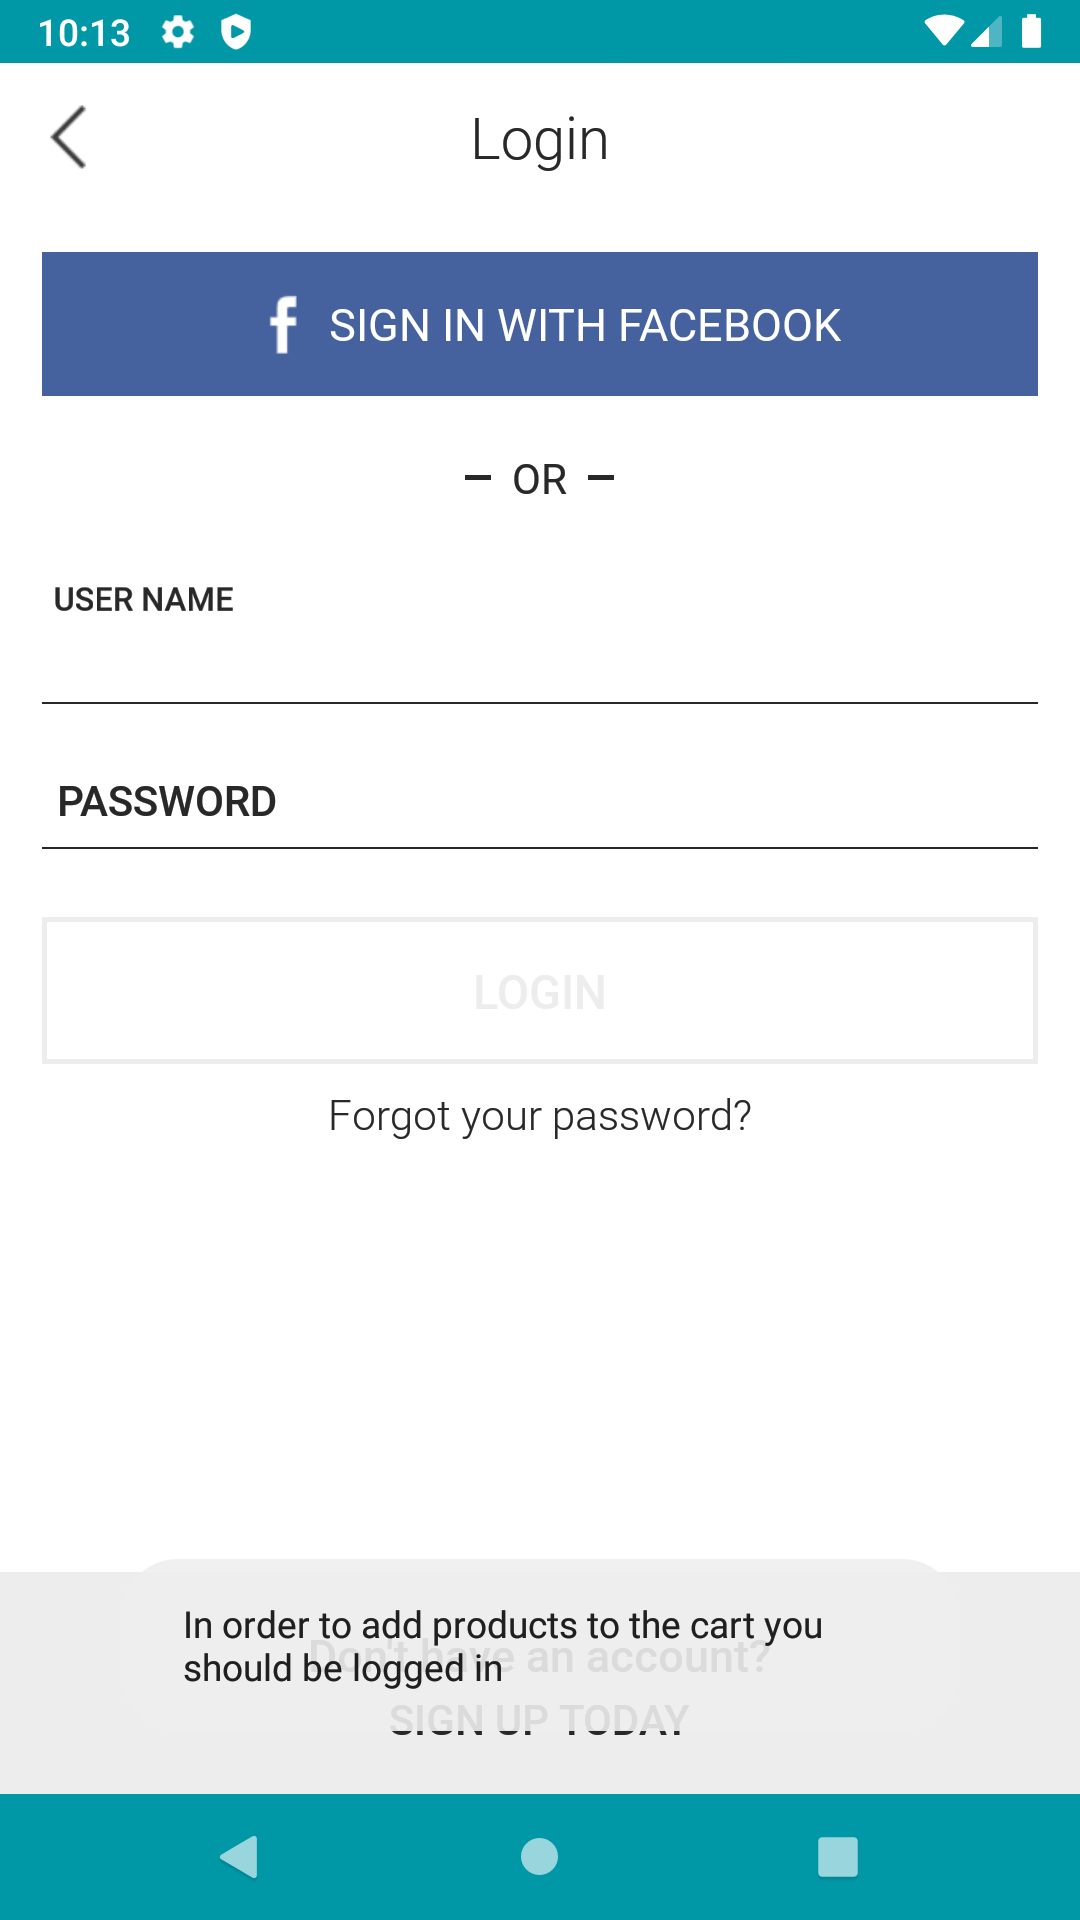 10:13
Login
f SIGN IN WITH FACEBOOK
– OR –
USER NAME
PASSWORD
LOGIN
Forgot your password?
In order to add products to the cart you
should be logged in
Don't have an account?
SIGN UP TODAY